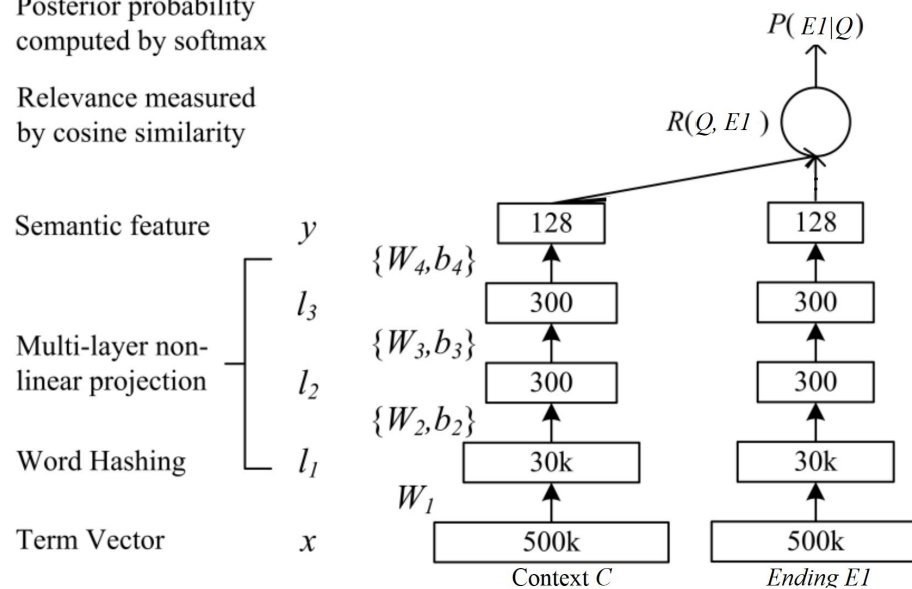 Posterior probability
computed by softmax
P( E1|Q)
Relevance measured
by cosine similarity
R(Q, E1 )
Semantic feature
y
128
128
{W4,b4}
l3
300
300
{W3,b3}
Multi-layer non-
linear projection
l2
300
300
{W2,b2}
Word Hashing
l1
30k
30k
W1
Term Vector
x
500k
500k
Context C
Ending E1